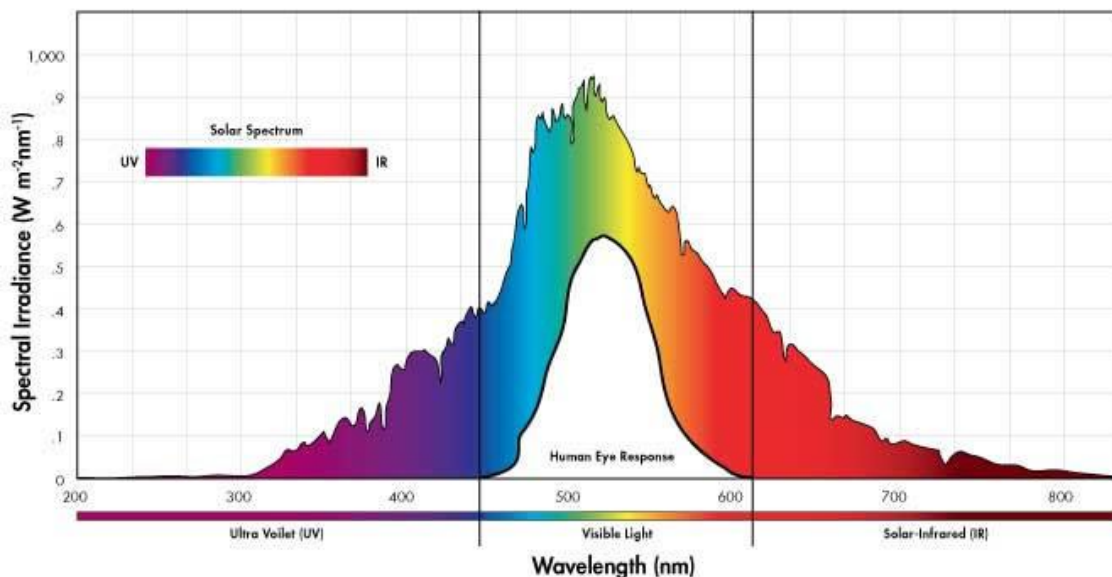 Spectral Irradiance (W m-2nm-1)
1,000
.9
.8
.7
.6
.5
.4
.3
.2
.1
0
Solar Spectrum
UV IR
Human Eye Response
200 300 400 500 600 700 800
Ultra Voilet (UV) Visible Light Solar-Infrared (IR)
Wavelength (nm)